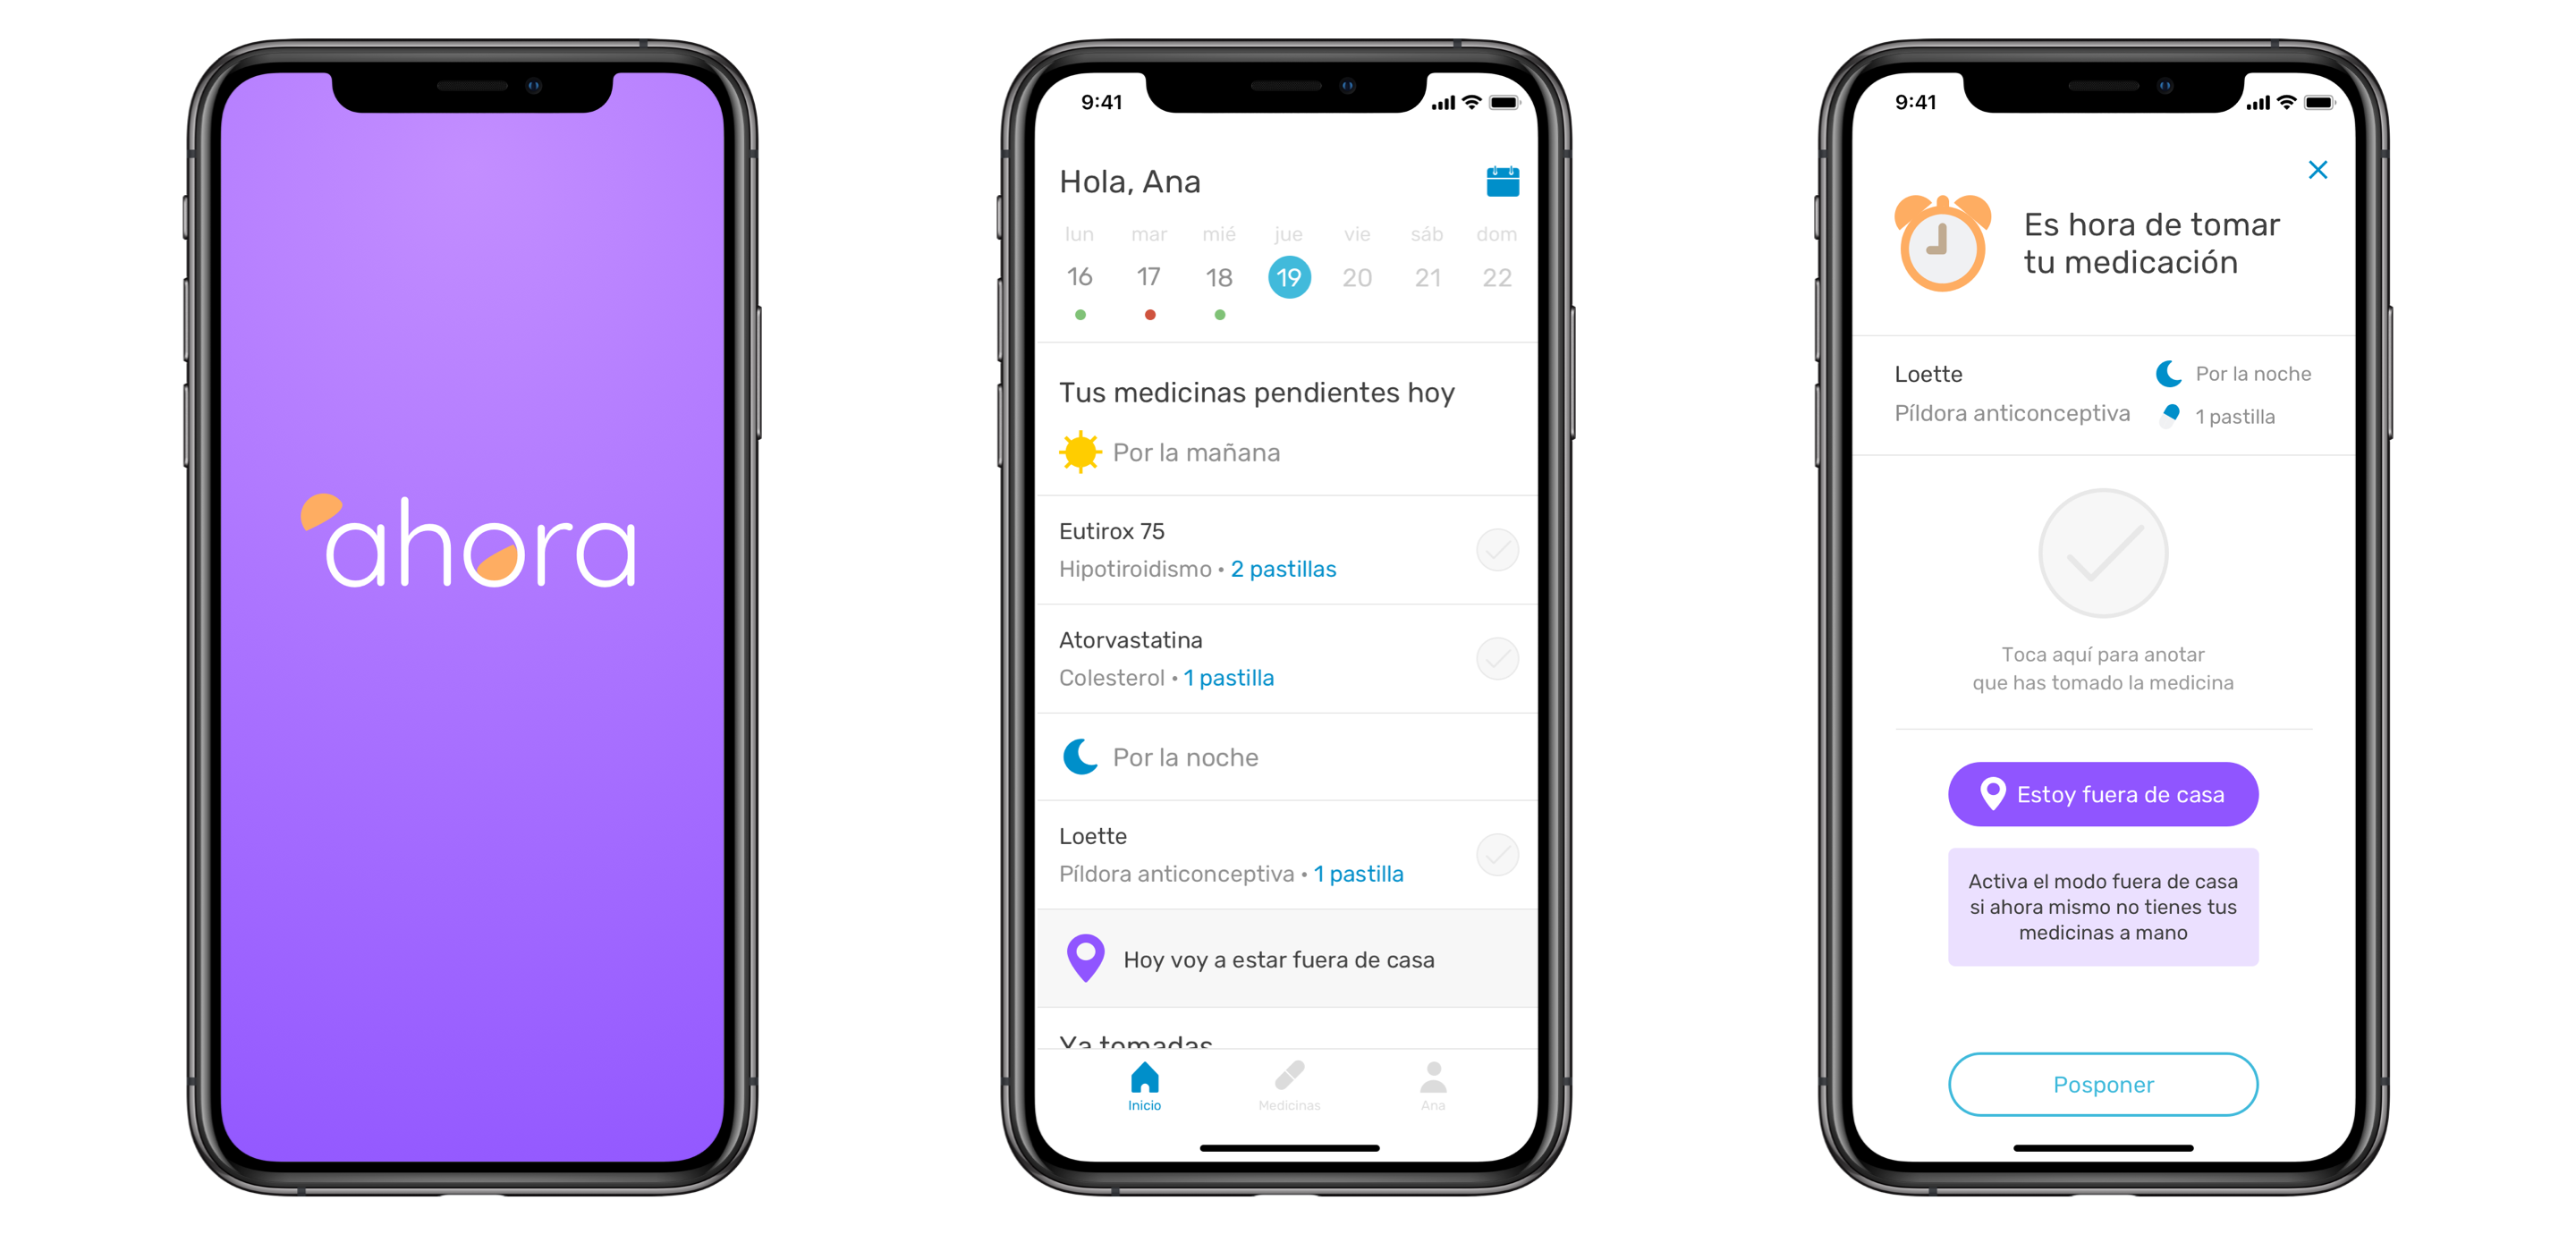 ahora
9:41
Hola, Ana
lun mar mié jue vie sáb dom
16 17 18 19 20 21 22
Tus medicinas pendientes hoy
Por la mañana
Eutirox 75
Hipotiroidismo • 2 pastillas
Atorvastatina
Colesterol • 1 pastilla
Por la noche
Loette
Píldora anticonceptiva • 1 pastilla
Hoy voy a estar fuera de casa
Ya tomadas
Inicio Medicinas Ana
9:41
Es hora de tomar
tu medicación
Loette
Píldora anticonceptiva
Por la noche
1 pastilla
Toca aquí para anotar
que has tomado la medicina
Estoy fuera de casa
Activa el modo fuera de casa
si ahora mismo no tienes tus
medicinas a mano
Posponer